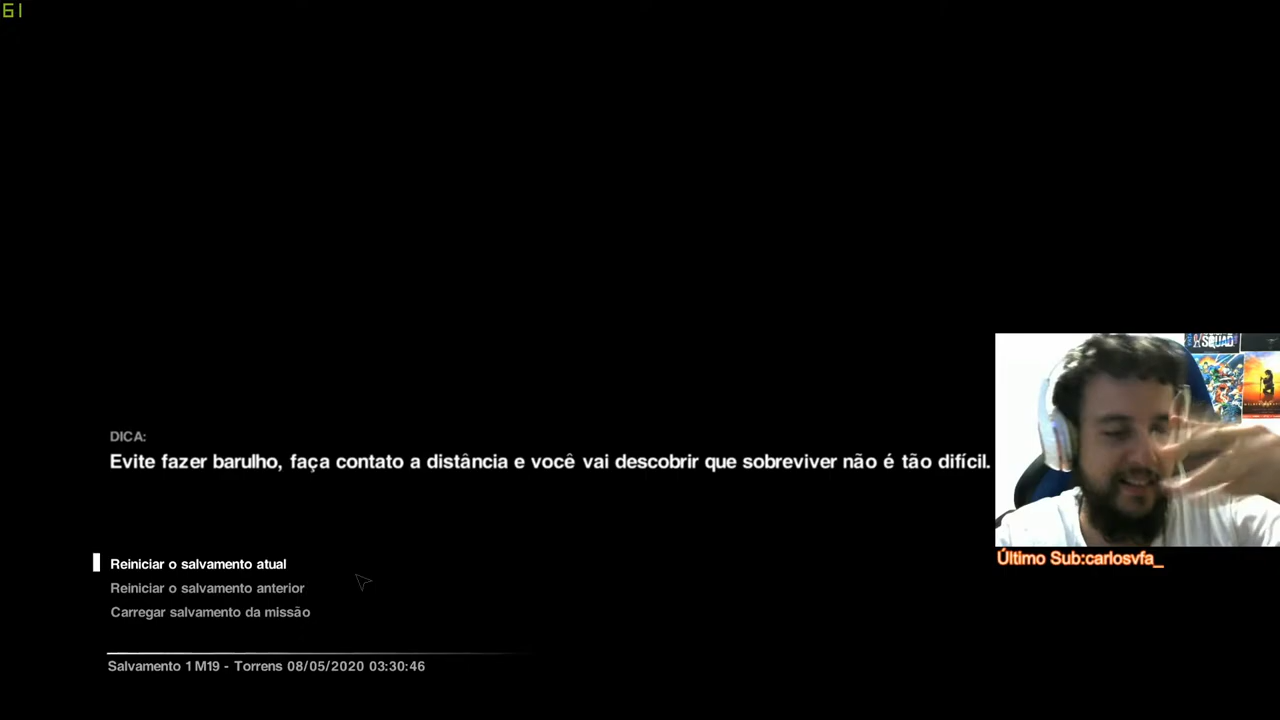 61
DICA:
Evite fazer barulho, faça contato a distância e você vai descobrir que sobreviver não é tão difícil.
SQUAD
Último Sub:carlosvfa_
Reiniciar o salvamento atual
Reiniciar o salvamento anterior
Carregar salvamento da missão
Salvamento 1 M19 - Torrens 08/05/2020 03:30:46